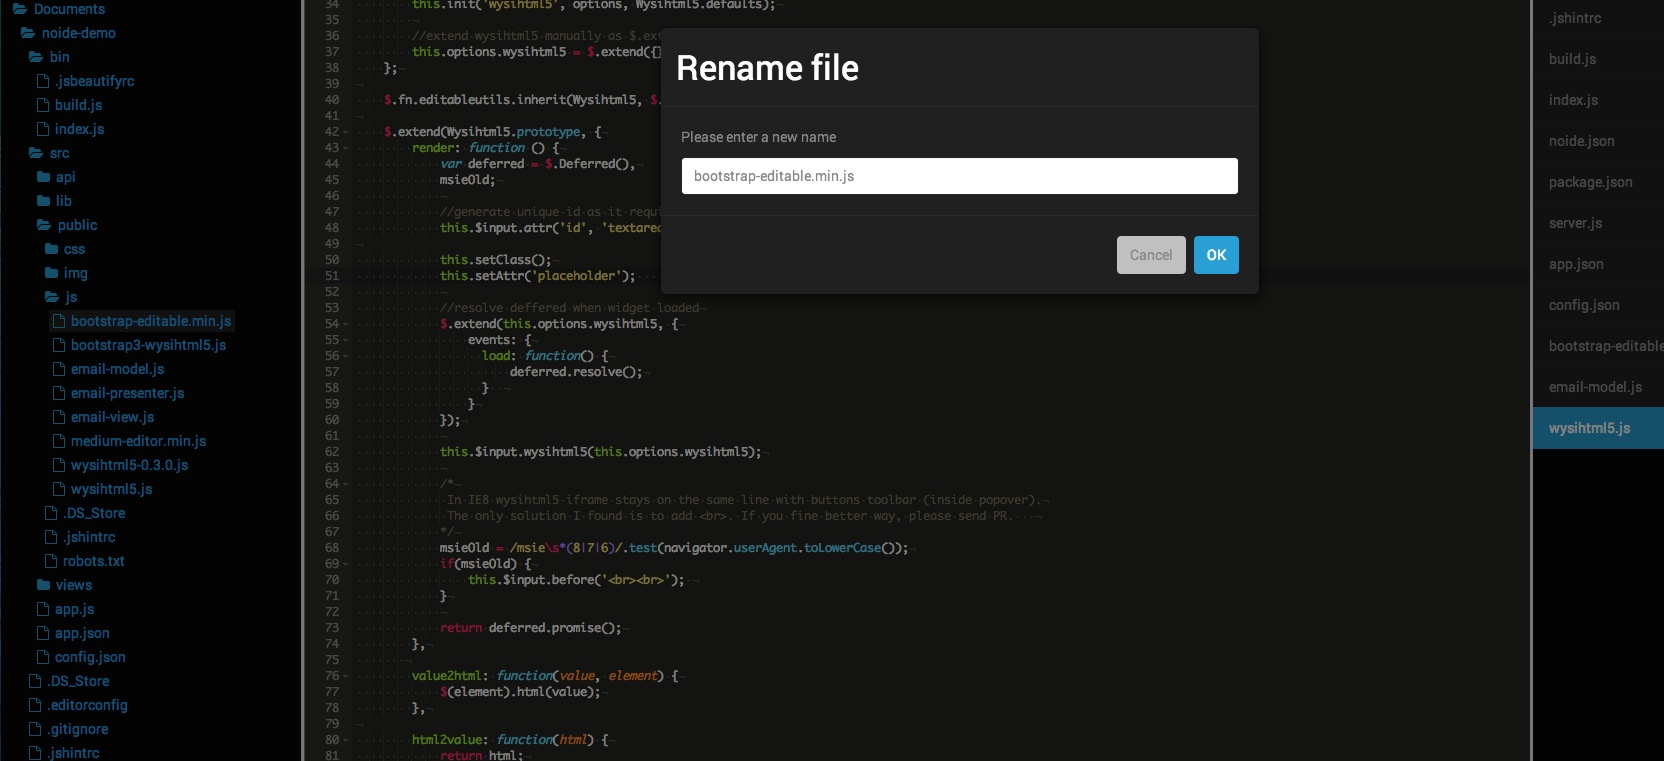 Documents
noide-demo
bin
.jsbeautifyrc
build.js
index.js
src
api
lib
public
css
img
js
bootstrap-editable.min.js
bootstrap3-wysihtml5.js
email-model.js
email-presenter.js
email-view.js
medium-editor.min.js
wysihtml5-0.3.0.js
wysihtml5.js
.DS_Store
.jshintrc
robots.txt
views
app.js
app.json
config.json
.DS_Store
.editorconfig
.gitignore
.jshintrc
34 this.init('wysihtml5', options, Wysihtml5.defaults);
35
36 //extend wysihtml5 manually as $.ext
37 this.options.wysihtml5 = $.extend({}
38 };
39
40 $.fn.editableutils.inherit(Wysihtml5, $.
41
42 $.extend(Wysihtml5.prototype, {
43 render: function () {
44 var deferred = $.Deferred(),
45 msieOld;
46
47 //generate unique id as it requi
48 this.$input.attr('id', 'textarea
49
50 this.setClass();
51 this.setAttr('placeholder');
52
53 //resolve deffered when widget loaded
54 $.extend(this.options.wysihtml5, {
55 events: {
56 load: function() {
57 deferred.resolve();
58 }
59 }
60 });
61
62 this.$input.wysihtml5(this.options.wysihtml5);
63
64 /*
65 In IE8 wysihtml5 iframe stays on the same line with buttons toolbar (inside popover).
66 The only solution I found is to add <br>. If you fine better way, please send PR.
67 */
68 msieOld = /msie\s*(8|7|6)/.test(navigator.userAgent.toLowerCase());
69 if(msieOld) {
70 this.$input.before('<br><br>');
71 }
72
73 return deferred.promise();
74 },
75
76 value2html: function(value, element) {
77 $(element).html(value);
78 },
79
80 html2value: function(html) {
81 return html;
Rename file
Please enter a new name
bootstrap-editable.min.js
Cancel
OK
.jshintrc
build.js
index.js
noide.json
package.json
server.js
app.json
config.json
bootstrap-editable
email-model.js
wysihtml5.js